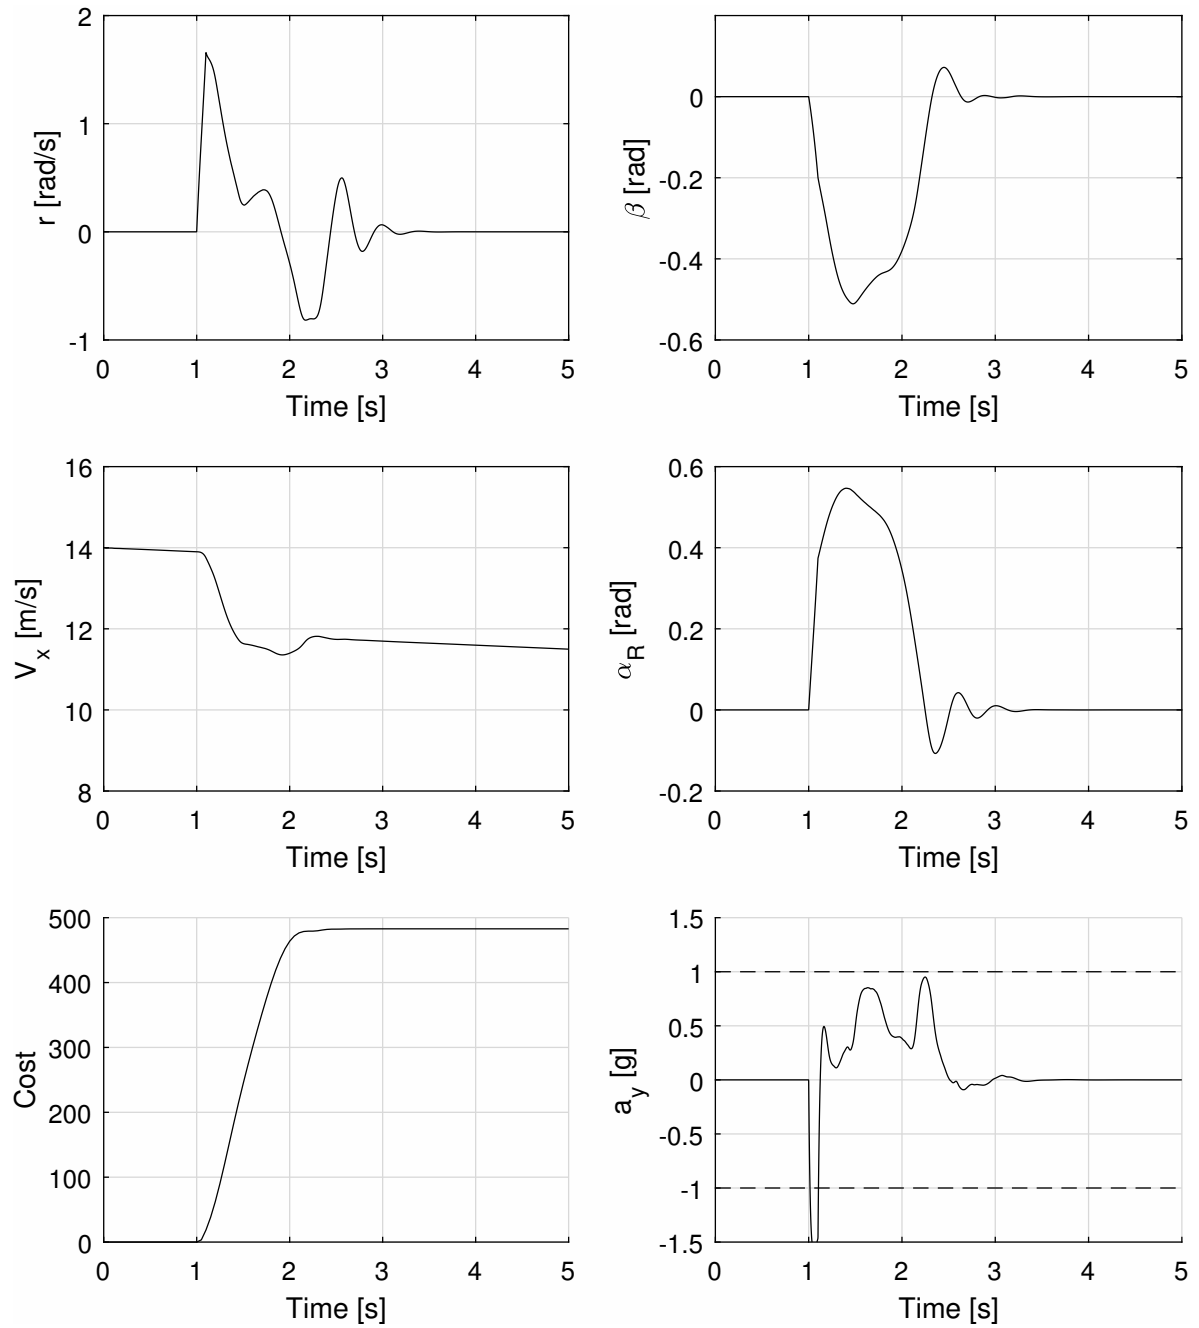 2
1
0
-1
r [rad/s]
0 1 2 3 4 5
Time [s]
0
-0.2
-0.4
-0.6
β [rad]
0 1 2 3 4 5
Time [s]
16
14
12
10
8
V_x [m/s]
0 1 2 3 4 5
Time [s]
0.6
0.4
0.2
0
-0.2
α_R [rad]
0 1 2 3 4 5
Time [s]
500
400
300
200
100
0
Cost
0 1 2 3 4 5
Time [s]
1.5
1
0.5
0
-0.5
-1
-1.5
a_y [g]
0 1 2 3 4 5
Time [s]